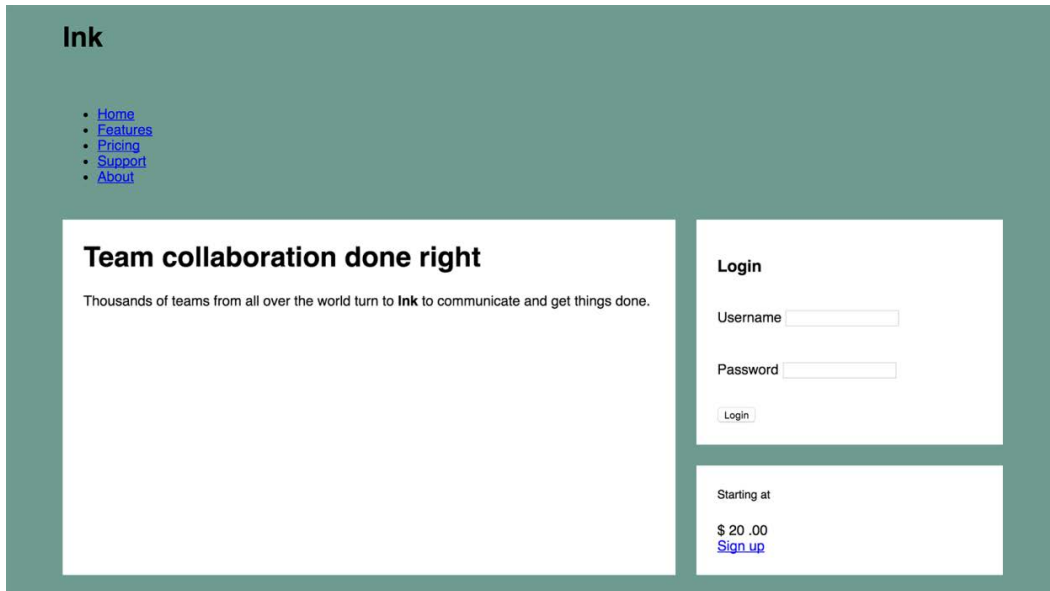 Ink
Home
Features
Pricing
Support
About
Team collaboration done right
Thousands of teams from all over the world turn to Ink to communicate and get things done.
Login
Username
Password
Login
Starting at
$ 20 .00
Sign up